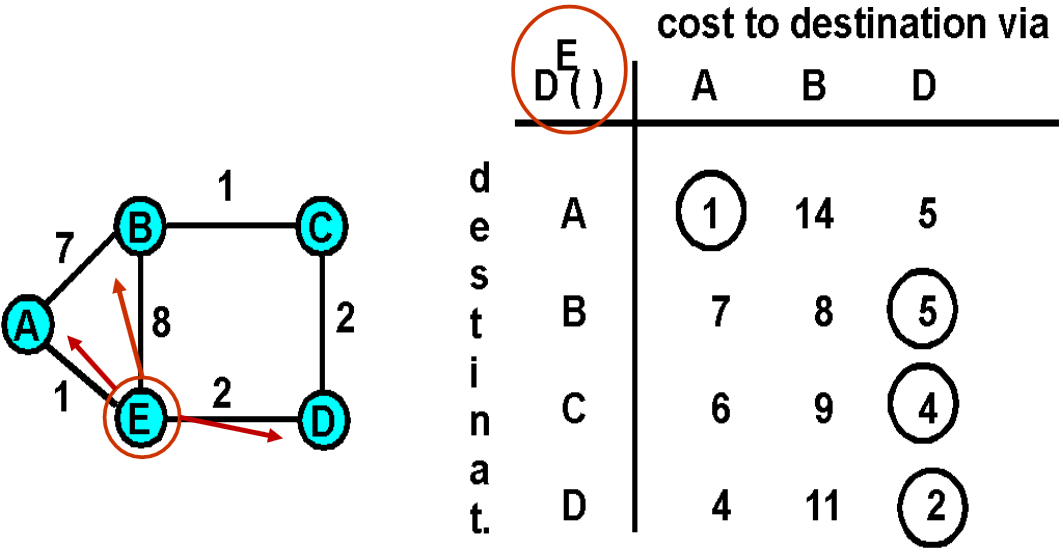 cost to destination via
E
D ( )
A B D
destinat.
A 1 14 5
B 7 8 5
C 6 9 4
D 4 11 2
1
B C
7
A 8 2
1 2
E D